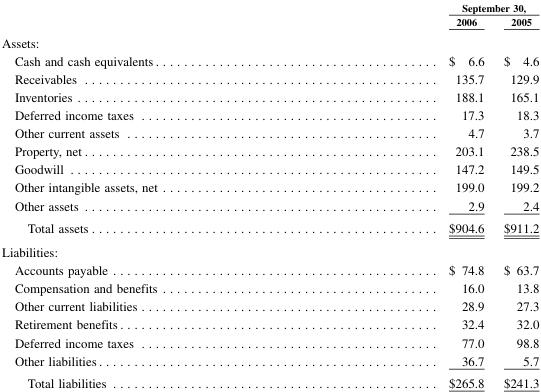 September 30,
2006 2005
Assets:
Cash and cash equivalents . . . . . . . . . . . . . . . . . . . . . . . . . . . . . . . . . . . . . . . . $ 6.6 $ 4.6
Receivables . . . . . . . . . . . . . . . . . . . . . . . . . . . . . . . . . . . . . . . . . . . . . . . . . . 135.7 129.9
Inventories . . . . . . . . . . . . . . . . . . . . . . . . . . . . . . . . . . . . . . . . . . . . . . . . . . . 188.1 165.1
Deferred income taxes . . . . . . . . . . . . . . . . . . . . . . . . . . . . . . . . . . . . . . . . . . 17.3 18.3
Other current assets . . . . . . . . . . . . . . . . . . . . . . . . . . . . . . . . . . . . . . . . . . . . 4.7 3.7
Property, net . . . . . . . . . . . . . . . . . . . . . . . . . . . . . . . . . . . . . . . . . . . . . . . . . . 203.1 238.5
Goodwill . . . . . . . . . . . . . . . . . . . . . . . . . . . . . . . . . . . . . . . . . . . . . . . . . . . . 147.2 149.5
Other intangible assets, net . . . . . . . . . . . . . . . . . . . . . . . . . . . . . . . . . . . . . . . 199.0 199.2
Other assets . . . . . . . . . . . . . . . . . . . . . . . . . . . . . . . . . . . . . . . . . . . . . . . . . . 2.9 2.4
Total assets . . . . . . . . . . . . . . . . . . . . . . . . . . . . . . . . . . . . . . . . . . . . . . . . . $904.6 $911.2
Liabilities:
Accounts payable . . . . . . . . . . . . . . . . . . . . . . . . . . . . . . . . . . . . . . . . . . . . . . $ 74.8 $ 63.7
Compensation and benefits . . . . . . . . . . . . . . . . . . . . . . . . . . . . . . . . . . . . . . . 16.0 13.8
Other current liabilities . . . . . . . . . . . . . . . . . . . . . . . . . . . . . . . . . . . . . . . . . . 28.9 27.3
Retirement benefits . . . . . . . . . . . . . . . . . . . . . . . . . . . . . . . . . . . . . . . . . . . . . 32.4 32.0
Deferred income taxes . . . . . . . . . . . . . . . . . . . . . . . . . . . . . . . . . . . . . . . . . . 77.0 98.8
Other liabilities . . . . . . . . . . . . . . . . . . . . . . . . . . . . . . . . . . . . . . . . . . . . . . . . 36.7 5.7
Total liabilities . . . . . . . . . . . . . . . . . . . . . . . . . . . . . . . . . . . . . . . . . . . . . . $265.8 $241.3